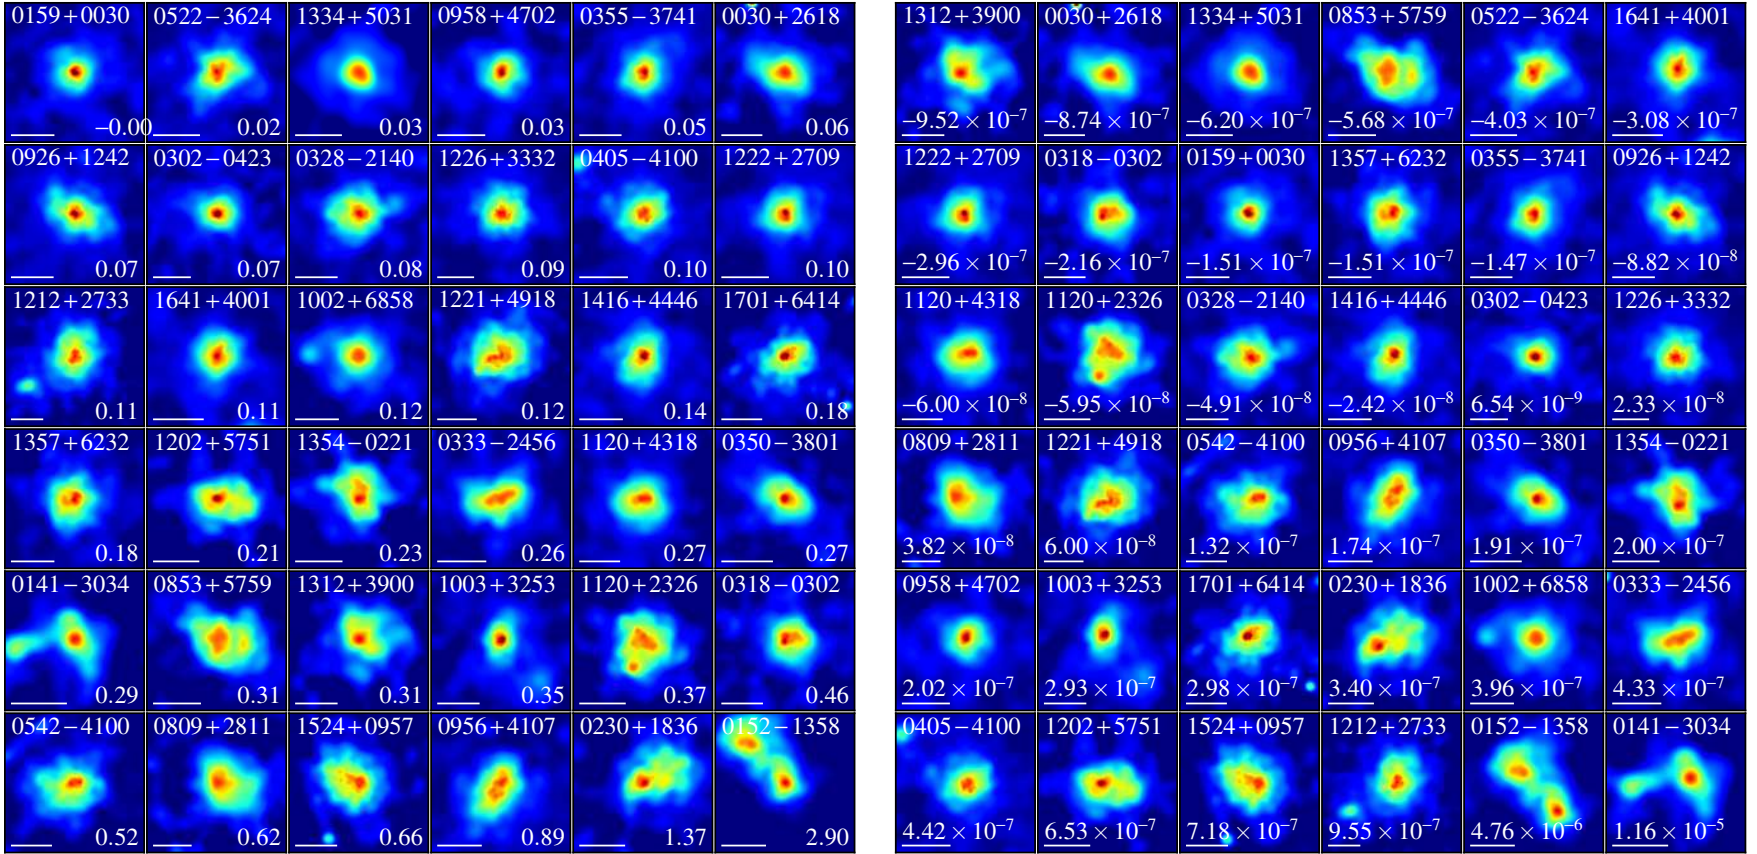 0159+0030 0522−3624 1334+5031 0958+4702 0355−3741 0030+2618
−0.00 0.02 0.03 0.03 0.05 0.06
0926+1242 0302−0423 0328−2140 1226+3332 0405−4100 1222+2709
0.07 0.07 0.08 0.09 0.10 0.10
1212+2733 1641+4001 1002+6858 1221+4918 1416+4446 1701+6414
0.11 0.11 0.12 0.12 0.14 0.18
1357+6232 1202+5751 1354−0221 0333−2456 1120+4318 0350−3801
0.18 0.21 0.23 0.26 0.27 0.27
0141−3034 0853+5759 1312+3900 1003+3253 1120+2326 0318−0302
0.29 0.31 0.31 0.35 0.37 0.46
0542−4100 0809+2811 1524+0957 0956+4107 0230+1836 0152−1358
0.52 0.62 0.66 0.89 1.37 2.90
1312+3900 0030+2618 1334+5031 0853+5759 0522−3624 1641+4001
−9.52 × 10⁻⁷ −8.74 × 10⁻⁷ −6.20 × 10⁻⁷ −5.68 × 10⁻⁷ −4.03 × 10⁻⁷ −3.08 × 10⁻⁷
1222+2709 0318−0302 0159+0030 1357+6232 0355−3741 0926+1242
−2.96 × 10⁻⁷ −2.16 × 10⁻⁷ −1.51 × 10⁻⁷ −1.51 × 10⁻⁷ −1.47 × 10⁻⁷ −8.82 × 10⁻⁸
1120+4318 1120+2326 0328−2140 1416+4446 0302−0423 1226+3332
−6.00 × 10⁻⁸ −5.95 × 10⁻⁸ −4.91 × 10⁻⁸ −2.42 × 10⁻⁸ 6.54 × 10⁻⁹ 2.33 × 10⁻⁸
0809+2811 1221+4918 0542−4100 0956+4107 0350−3801 1354−0221
3.82 × 10⁻⁸ 6.00 × 10⁻⁸ 1.32 × 10⁻⁷ 1.74 × 10⁻⁷ 1.91 × 10⁻⁷ 2.00 × 10⁻⁷
0958+4702 1003+3253 1701+6414 0230+1836 1002+6858 0333−2456
2.02 × 10⁻⁷ 2.93 × 10⁻⁷ 2.98 × 10⁻⁷ 3.40 × 10⁻⁷ 3.96 × 10⁻⁷ 4.33 × 10⁻⁷
0405−4100 1202+5751 1524+0957 1212+2733 0152−1358 0141−3034
4.42 × 10⁻⁷ 6.53 × 10⁻⁷ 7.18 × 10⁻⁷ 9.55 × 10⁻⁷ 4.76 × 10⁻⁶ 1.16 × 10⁻⁵